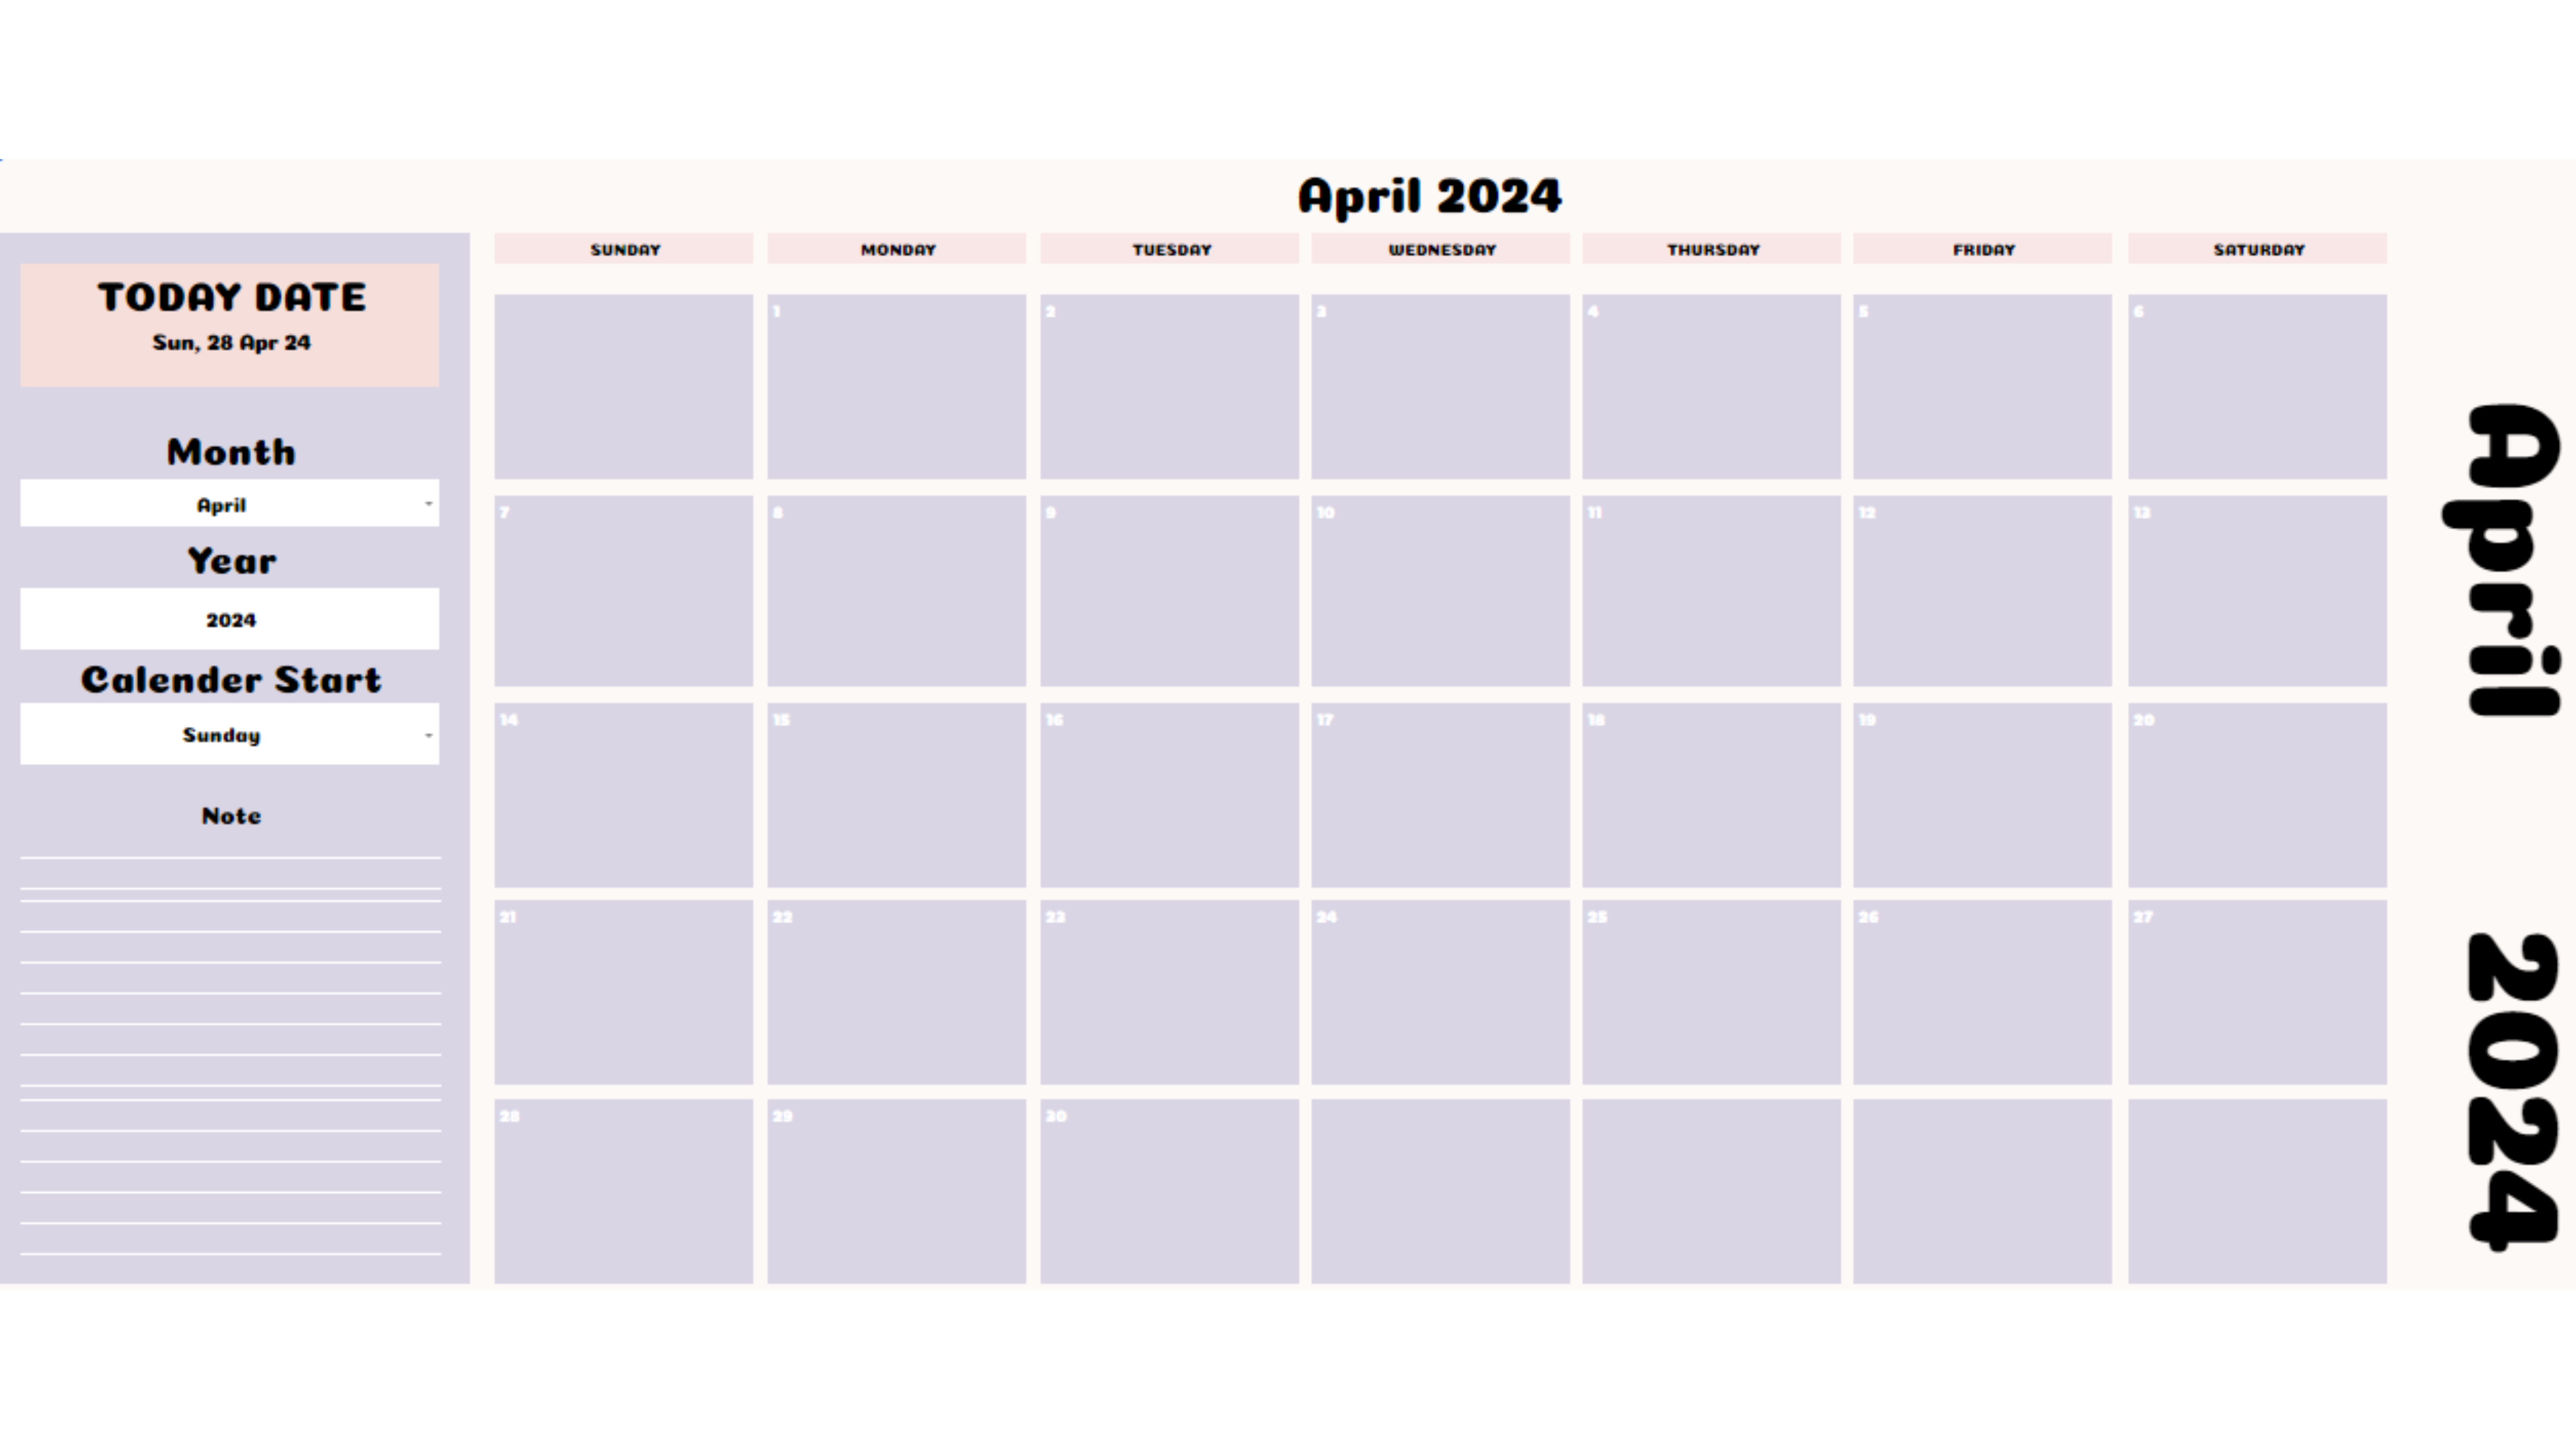 April 2024
TODAY DATE
Sun, 28 Apr 24
Month
April
Year
2024
Calender Start
Sunday
Note
SUNDAY MONDAY TUESDAY WEDNESDAY THURSDAY FRIDAY SATURDAY
1 2 3 4 5 6
7 8 9 10 11 12 13
14 15 16 17 18 19 20
21 22 23 24 25 26 27
28 29 30
April 2024